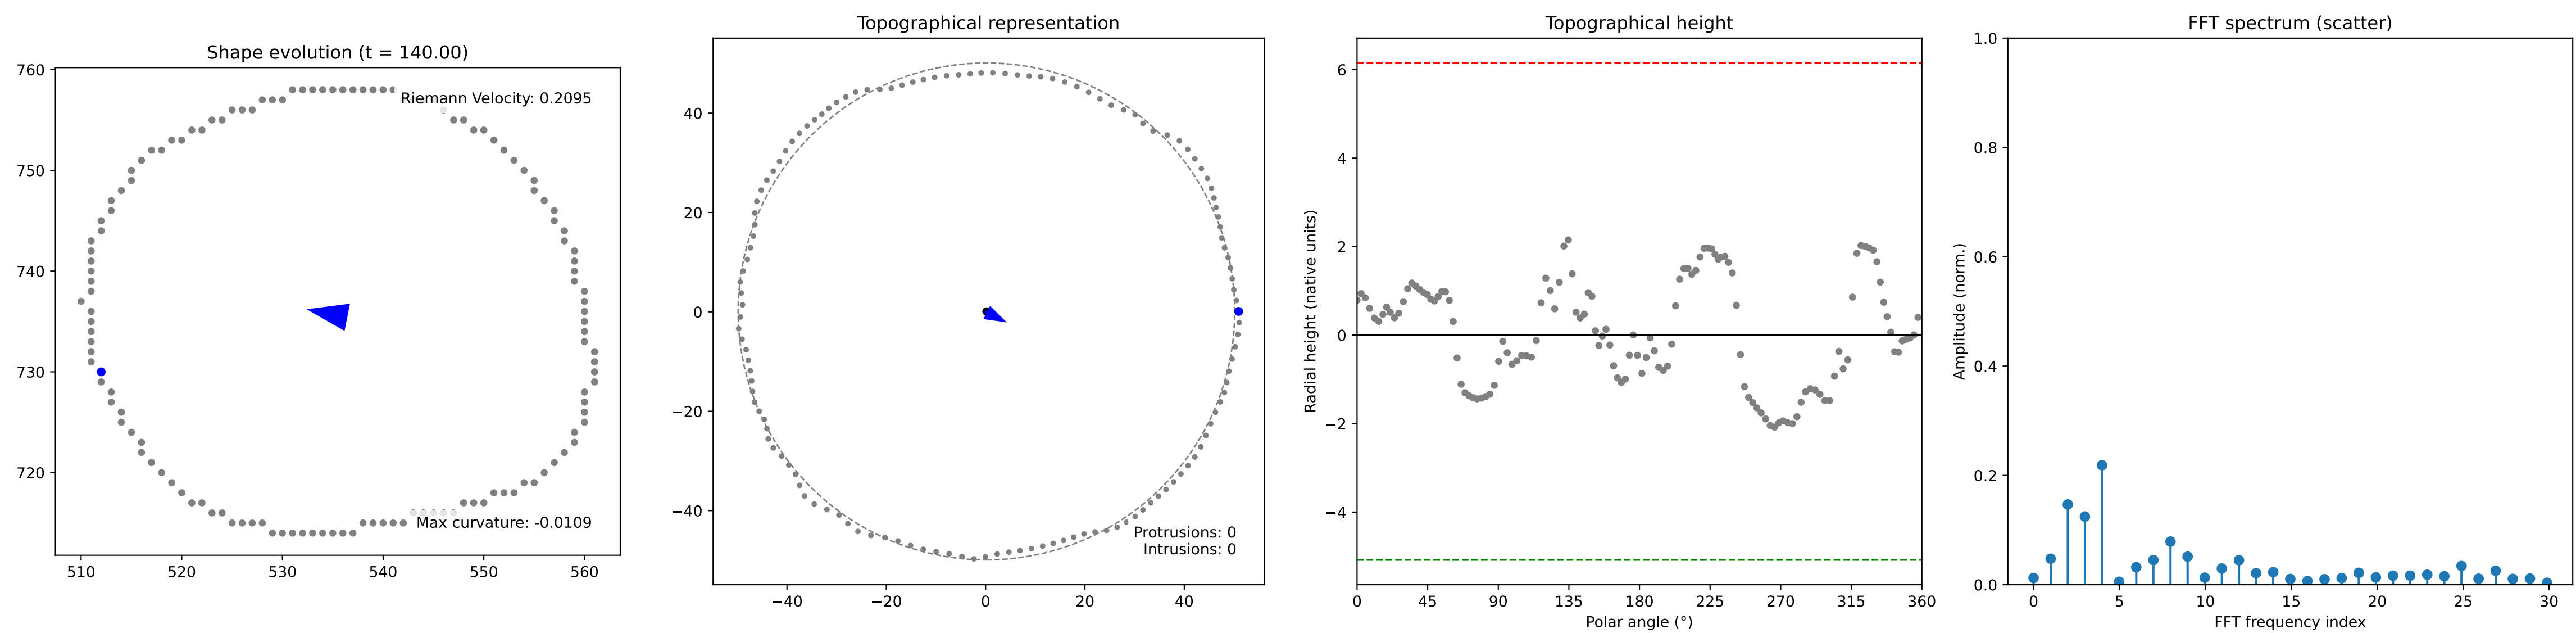 Shape evolution (t = 140.00)
760
750
740
730
720
510 520 530 540 550 560
Riemann Velocity: 0.2095
Max curvature: -0.0109
Topographical representation
40
20
0
−20
−40
−40 −20 0 20 40
Protrusions: 0
Intrusions: 0
Topographical height
Radial height (native units)
6
4
2
0
−2
−4
0 45 90 135 180 225 270 315 360
Polar angle (°)
FFT spectrum (scatter)
Amplitude (norm.)
1.0
0.8
0.6
0.4
0.2
0.0
0 5 10 15 20 25 30
FFT frequency index